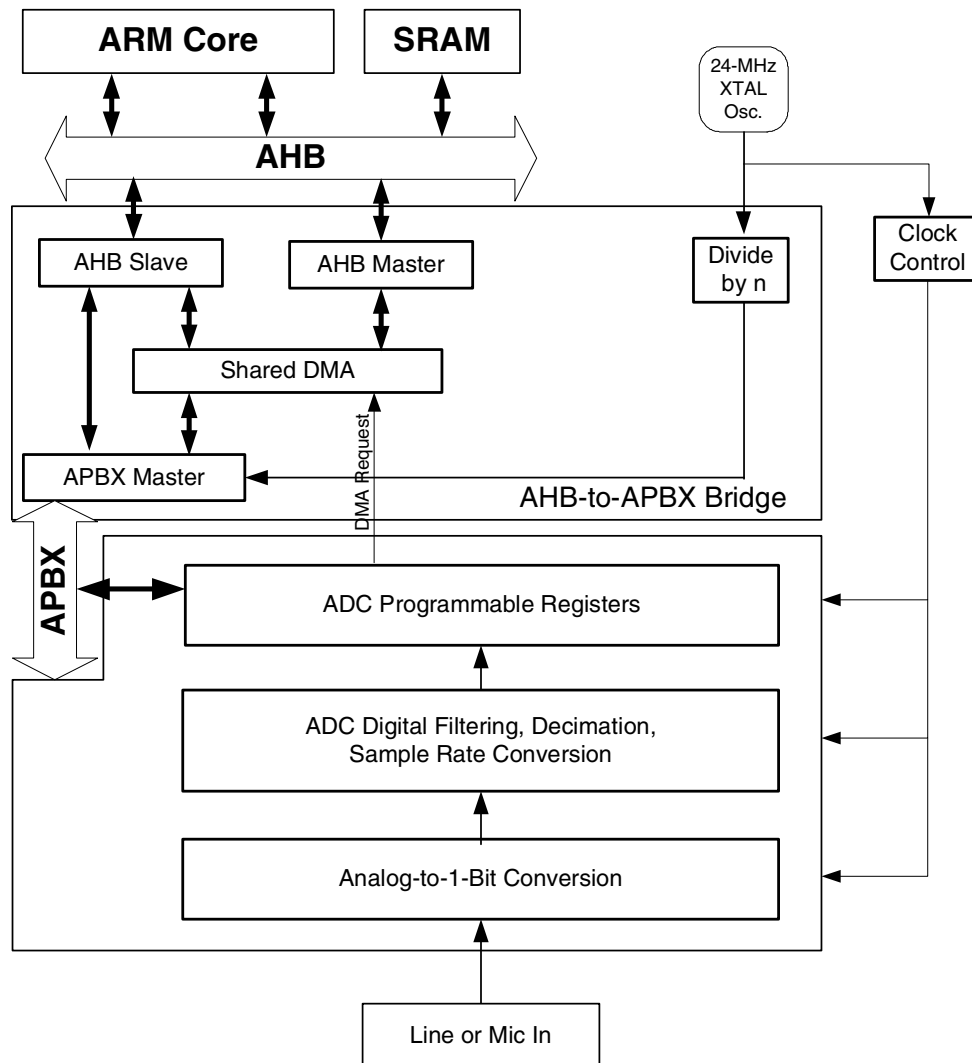 ARM Core
SRAM
24-MHz
XTAL
Osc.
AHB
AHB Slave
AHB Master
Divide
by n
Clock
Control
Shared DMA
DMA Request
APBX Master
AHB-to-APBX Bridge
APBX
ADC Programmable Registers
ADC Digital Filtering, Decimation,
Sample Rate Conversion
Analog-to-1-Bit Conversion
Line or Mic In